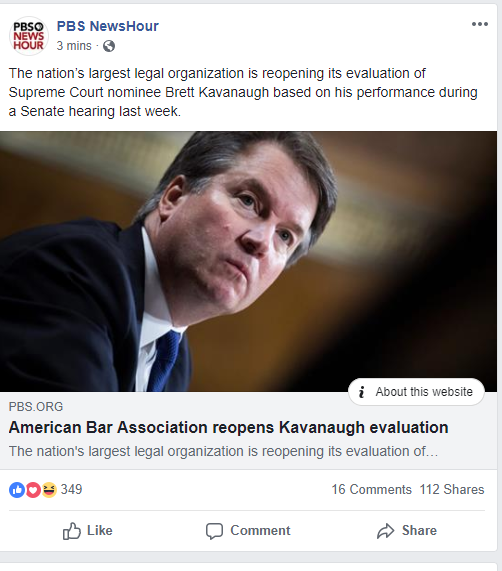 PBS
NEWS
HOUR
PBS NewsHour
3 mins ·
The nation's largest legal organization is reopening its evaluation of
Supreme Court nominee Brett Kavanaugh based on his performance during
a Senate hearing last week.
i About this website
PBS.ORG
American Bar Association reopens Kavanaugh evaluation
The nation's largest legal organization is reopening its evaluation of…
349
16 Comments 112 Shares
Like Comment Share